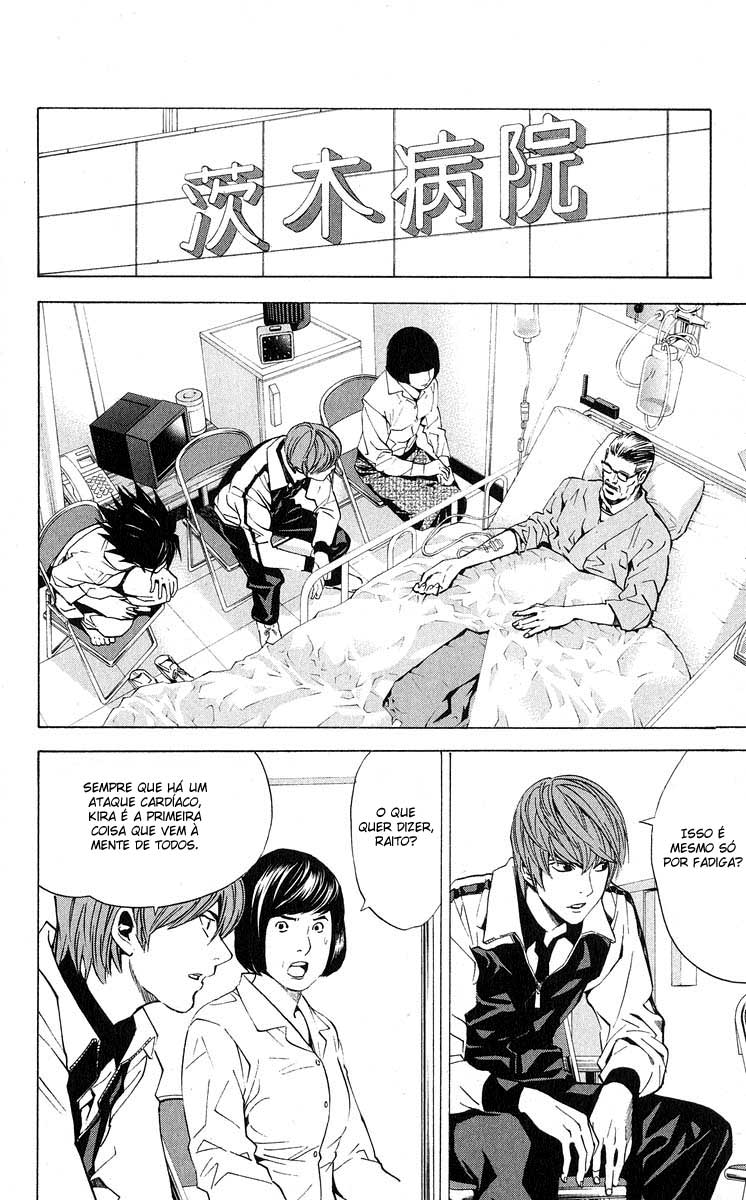 茨木病院
ISSO É
MESMO SÓ
POR FADIGA?
O QUE
QUER DIZER,
RAITO?
SEMPRE QUE HÁ UM
ATAQUE CARDÍACO,
KIRA É A PRIMEIRA
COISA QUE VEM À
MENTE DE TODOS.